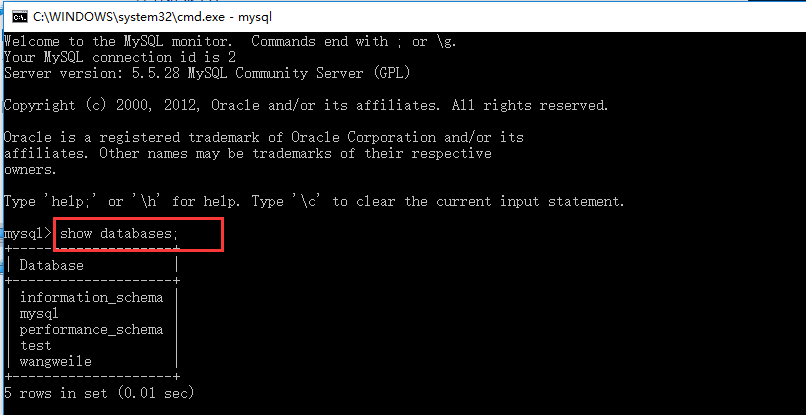 C:\WINDOWS\system32\cmd.exe - mysql
Welcome to the MySQL monitor.  Commands end with ; or \g.
Your MySQL connection id is 2
Server version: 5.5.28 MySQL Community Server (GPL)
Copyright (c) 2000, 2012, Oracle and/or its affiliates. All rights reserved.
Oracle is a registered trademark of Oracle Corporation and/or its
affiliates. Other names may be trademarks of their respective
owners.
Type 'help;' or '\h' for help. Type '\c' to clear the current input statement.
mysql> show databases;
+--------------------+
| Database           |
+--------------------+
| information_schema |
| mysql              |
| performance_schema |
| test               |
| wangweile          |
+--------------------+
5 rows in set (0.01 sec)